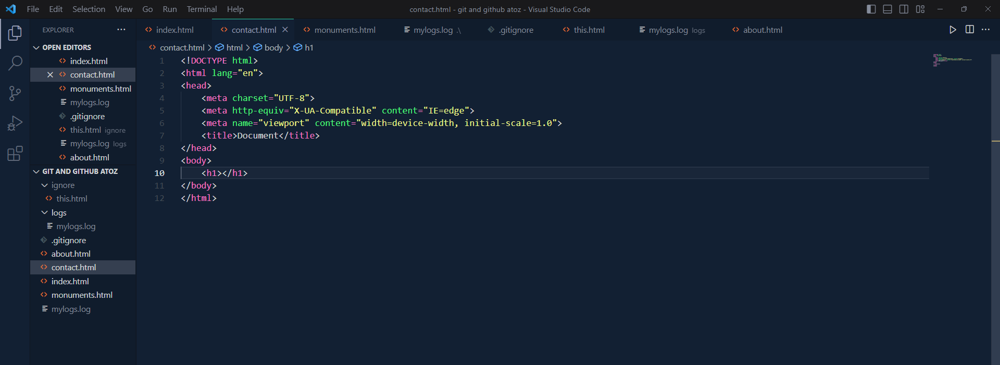 File Edit Selection View Go Run Terminal Help
contact.html - git and github atoz - Visual Studio Code
EXPLORER
OPEN EDITORS
index.html
contact.html
monuments.html
mylogs.log
.gitignore
this.html ignore
mylogs.log logs
about.html
GIT AND GITHUB ATOZ
ignore
this.html
logs
mylogs.log
.gitignore
about.html
contact.html
index.html
monuments.html
mylogs.log
index.html contact.html monuments.html mylogs.log .\ .gitignore this.html mylogs.log logs about.html
contact.html > html > body > h1
1 <!DOCTYPE html>
2 <html lang="en">
3 <head>
4     <meta charset="UTF-8">
5     <meta http-equiv="X-UA-Compatible" content="IE=edge">
6     <meta name="viewport" content="width=device-width, initial-scale=1.0">
7     <title>Document</title>
8 </head>
9 <body>
10     <h1></h1>
11 </body>
12 </html>